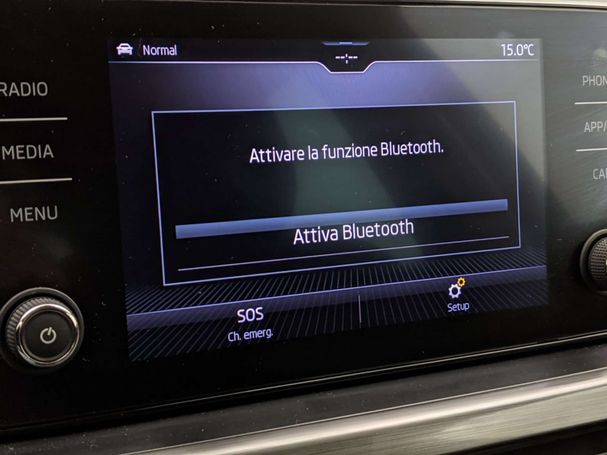 Normal
--:--
15.0°C
RADIO
MEDIA
MENU
Attivare la funzione Bluetooth.
Attiva Bluetooth
SOS
Ch. emerg.
Setup
PHON
APP/
CA